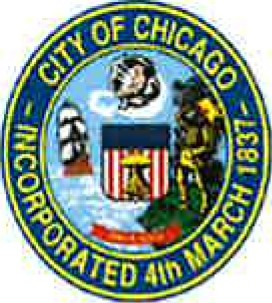 CITY OF CHICAGO
INCORPORATED 4th MARCH 1837